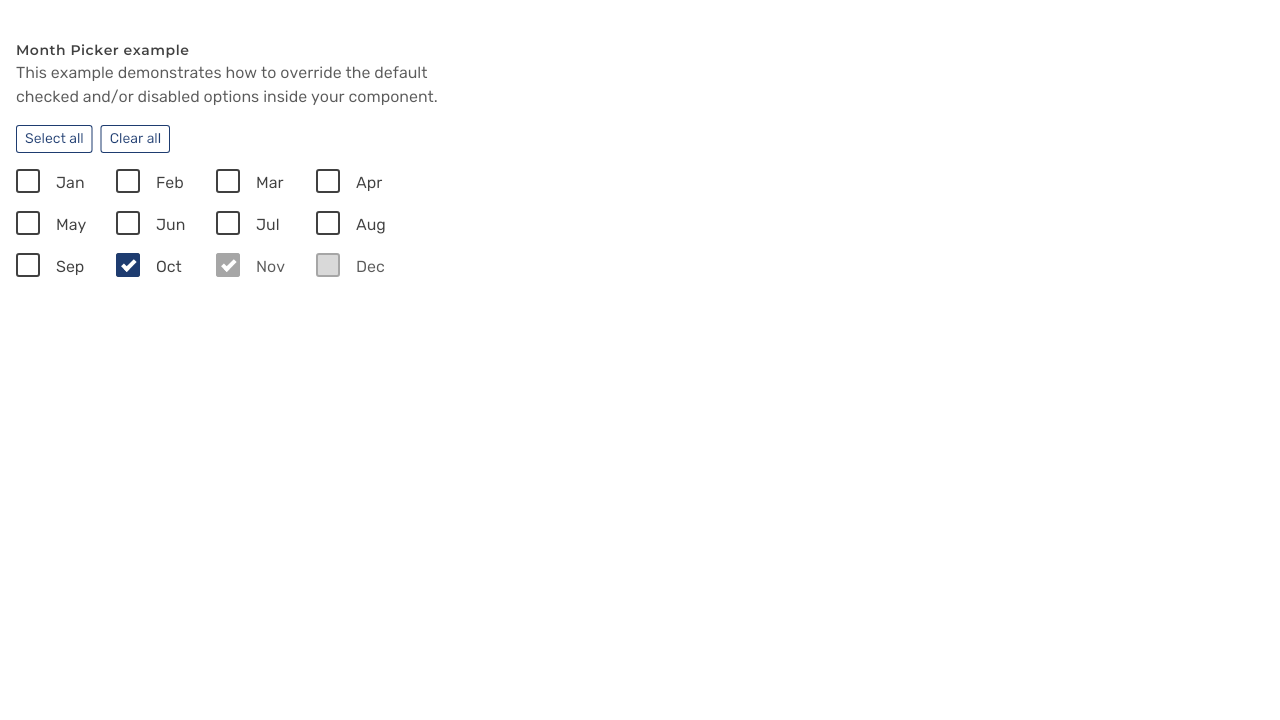 Month Picker example
This example demonstrates how to override the default
checked and/or disabled options inside your component.
Select all Clear all
Jan Feb Mar Apr
May Jun Jul Aug
Sep Oct Nov Dec